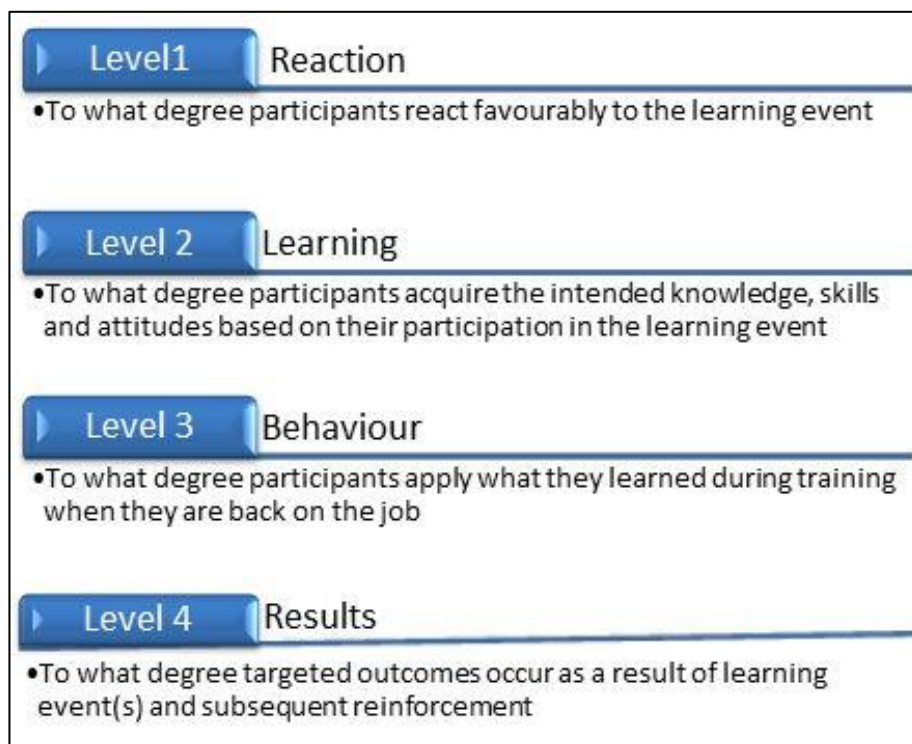 Level1 Reaction
•To what degree participants react favourably to the learning event
Level 2 Learning
•To what degree participants acquire the intended knowledge, skills
and attitudes based on their participation in the learning event
Level 3 Behaviour
•To what degree participants apply what they learned during training
when they are back on the job
Level 4 Results
•To what degree targeted outcomes occur as a result of learning
event(s) and subsequent reinforcement